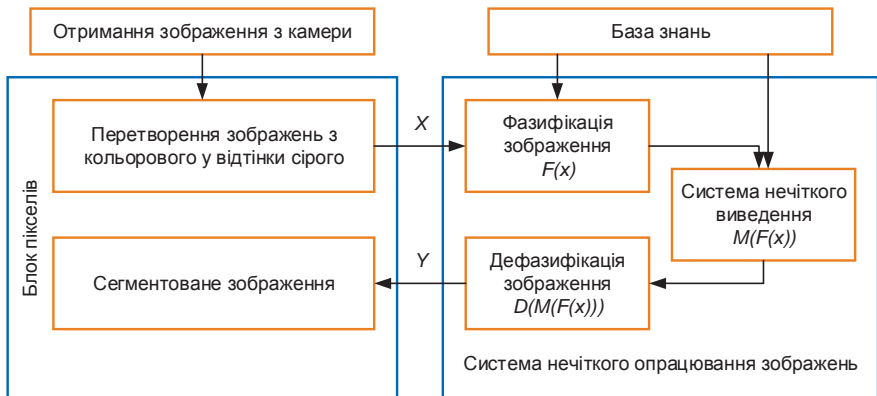 Отримання зображення з камери
База знань
Блок пікселів
Перетворення зображень з
кольорового у відтінки сірого
X
Фазифікація
зображення
F(x)
Система нечіткого
виведення
M(F(x))
Сегментоване зображення
Y
Дефазифікація
зображення
D(M(F(x)))
Система нечіткого опрацювання зображень